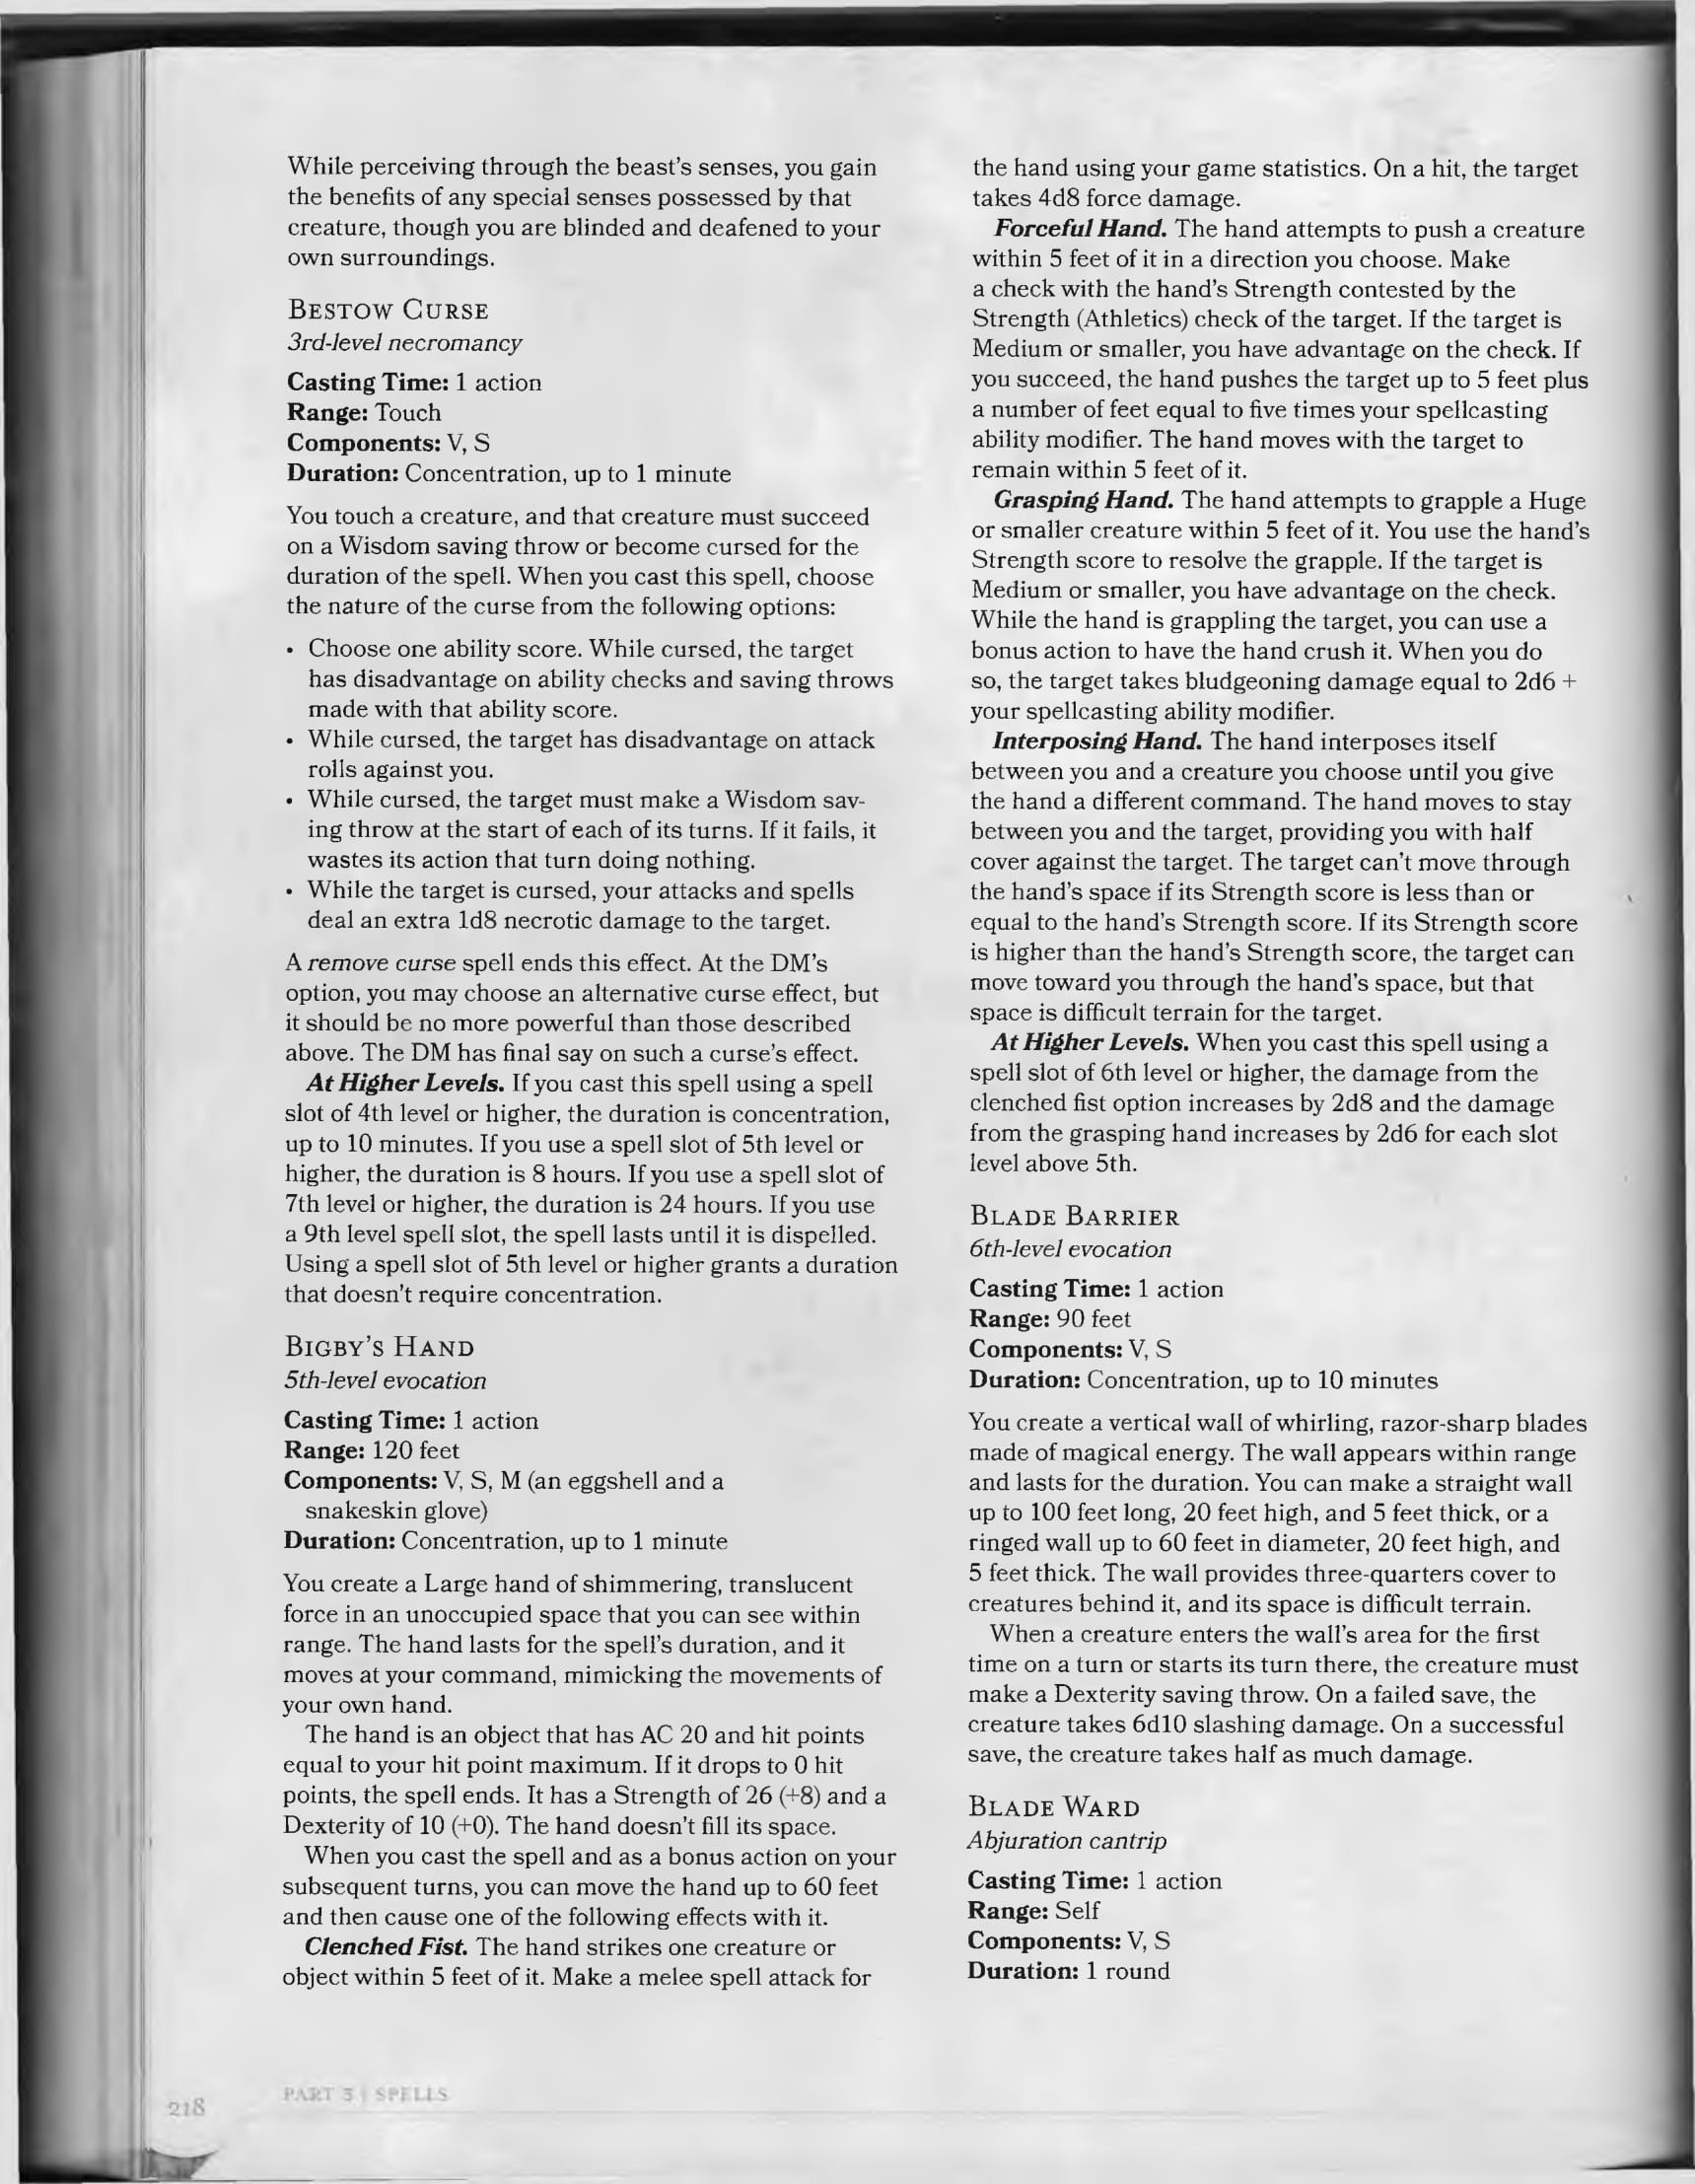 While perceiving through the beast's senses, you gain
the benefits of any special senses possessed by that
creature, though you are blinded and deafened to your
own surroundings.
BESTOW CURSE
3rd-level necromancy
Casting Time: 1 action
Range: Touch
Components: V, S
Duration: Concentration, up to 1 minute
You touch a creature, and that creature must succeed
on a Wisdom saving throw or become cursed for the
duration of the spell. When you cast this spell, choose
the nature of the curse from the following options:
• Choose one ability score. While cursed, the target
has disadvantage on ability checks and saving throws
made with that ability score.
• While cursed, the target has disadvantage on attack
rolls against you.
• While cursed, the target must make a Wisdom sav-
ing throw at the start of each of its turns. If it fails, it
wastes its action that turn doing nothing.
• While the target is cursed, your attacks and spells
deal an extra 1d8 necrotic damage to the target.
A remove curse spell ends this effect. At the DM's
option, you may choose an alternative curse effect, but
it should be no more powerful than those described
above. The DM has final say on such a curse's effect.
At Higher Levels. If you cast this spell using a spell
slot of 4th level or higher, the duration is concentration,
up to 10 minutes. If you use a spell slot of 5th level or
higher, the duration is 8 hours. If you use a spell slot of
7th level or higher, the duration is 24 hours. If you use
a 9th level spell slot, the spell lasts until it is dispelled.
Using a spell slot of 5th level or higher grants a duration
that doesn't require concentration.
BIGBY'S HAND
5th-level evocation
Casting Time: 1 action
Range: 120 feet
Components: V, S, M (an eggshell and a
snakeskin glove)
Duration: Concentration, up to 1 minute
You create a Large hand of shimmering, translucent
force in an unoccupied space that you can see within
range. The hand lasts for the spell's duration, and it
moves at your command, mimicking the movements of
your own hand.
The hand is an object that has AC 20 and hit points
equal to your hit point maximum. If it drops to 0 hit
points, the spell ends. It has a Strength of 26 (+8) and a
Dexterity of 10 (+0). The hand doesn't fill its space.
When you cast the spell and as a bonus action on your
subsequent turns, you can move the hand up to 60 feet
and then cause one of the following effects with it.
Clenched Fist. The hand strikes one creature or
object within 5 feet of it. Make a melee spell attack for
the hand using your game statistics. On a hit, the target
takes 4d8 force damage.
Forceful Hand. The hand attempts to push a creature
within 5 feet of it in a direction you choose. Make
a check with the hand's Strength contested by the
Strength (Athletics) check of the target. If the target is
Medium or smaller, you have advantage on the check. If
you succeed, the hand pushes the target up to 5 feet plus
a number of feet equal to five times your spellcasting
ability modifier. The hand moves with the target to
remain within 5 feet of it.
Grasping Hand. The hand attempts to grapple a Huge
or smaller creature within 5 feet of it. You use the hand's
Strength score to resolve the grapple. If the target is
Medium or smaller, you have advantage on the check.
While the hand is grappling the target, you can use a
bonus action to have the hand crush it. When you do
so, the target takes bludgeoning damage equal to 2d6 +
your spellcasting ability modifier.
Interposing Hand. The hand interposes itself
between you and a creature you choose until you give
the hand a different command. The hand moves to stay
between you and the target, providing you with half
cover against the target. The target can't move through
the hand's space if its Strength score is less than or
equal to the hand's Strength score. If its Strength score
is higher than the hand's Strength score, the target can
move toward you through the hand's space, but that
space is difficult terrain for the target.
At Higher Levels. When you cast this spell using a
spell slot of 6th level or higher, the damage from the
clenched fist option increases by 2d8 and the damage
from the grasping hand increases by 2d6 for each slot
level above 5th.
BLADE BARRIER
6th-level evocation
Casting Time: 1 action
Range: 90 feet
Components: V, S
Duration: Concentration, up to 10 minutes
You create a vertical wall of whirling, razor-sharp blades
made of magical energy. The wall appears within range
and lasts for the duration. You can make a straight wall
up to 100 feet long, 20 feet high, and 5 feet thick, or a
ringed wall up to 60 feet in diameter, 20 feet high, and
5 feet thick. The wall provides three-quarters cover to
creatures behind it, and its space is difficult terrain.
When a creature enters the wall's area for the first
time on a turn or starts its turn there, the creature must
make a Dexterity saving throw. On a failed save, the
creature takes 6d10 slashing damage. On a successful
save, the creature takes half as much damage.
BLADE WARD
Abjuration cantrip
Casting Time: 1 action
Range: Self
Components: V, S
Duration: 1 round
218
PART 3 | SPELLS